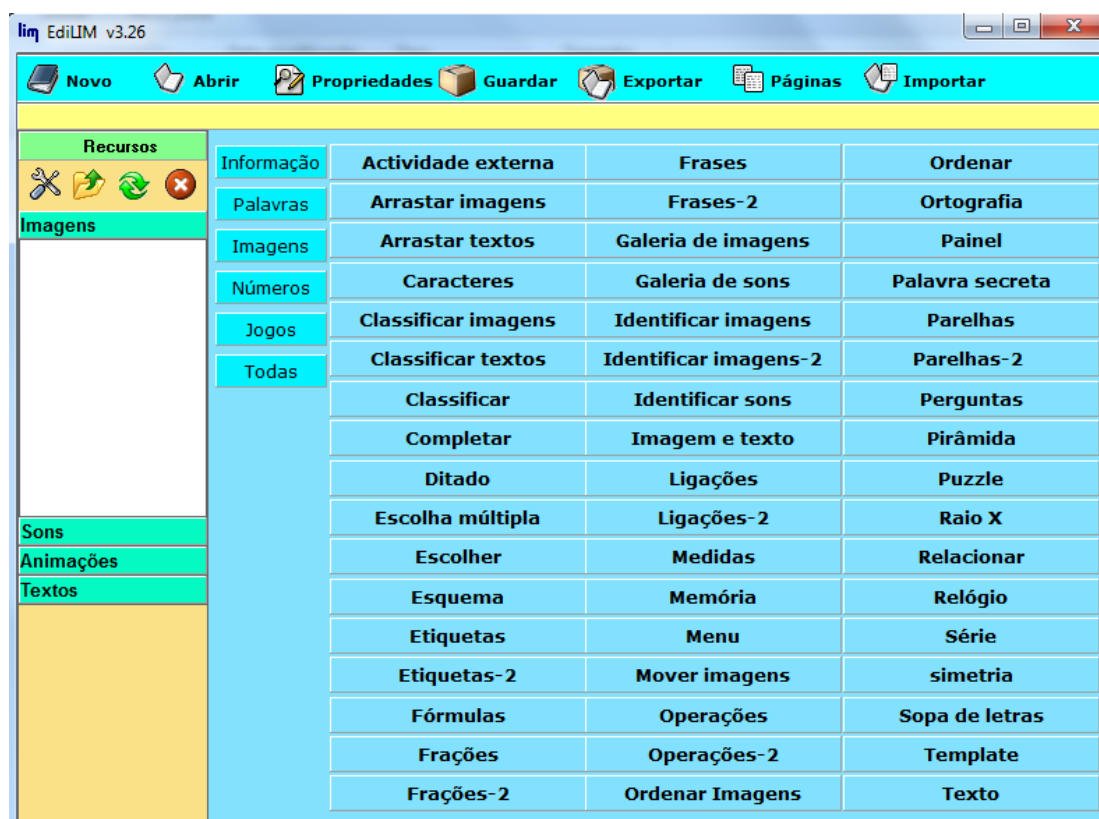 lim EdiLIM v3.26
Novo Abrir Propriedades Guardar Exportar Páginas Importar
Recursos
Imagens
Sons
Animações
Textos
Informação
Palavras
Imagens
Números
Jogos
Todas
Actividade externa Frases Ordenar
Arrastar imagens Frases-2 Ortografia
Arrastar textos Galeria de imagens Painel
Caracteres Galeria de sons Palavra secreta
Classificar imagens Identificar imagens Parelhas
Classificar textos Identificar imagens-2 Parelhas-2
Classificar Identificar sons Perguntas
Completar Imagem e texto Pirâmida
Ditado Ligações Puzzle
Escolha múltipla Ligações-2 Raio X
Escolher Medidas Relacionar
Esquema Memória Relógio
Etiquetas Menu Série
Etiquetas-2 Mover imagens simetria
Fórmulas Operações Sopa de letras
Frações Operações-2 Template
Frações-2 Ordenar Imagens Texto